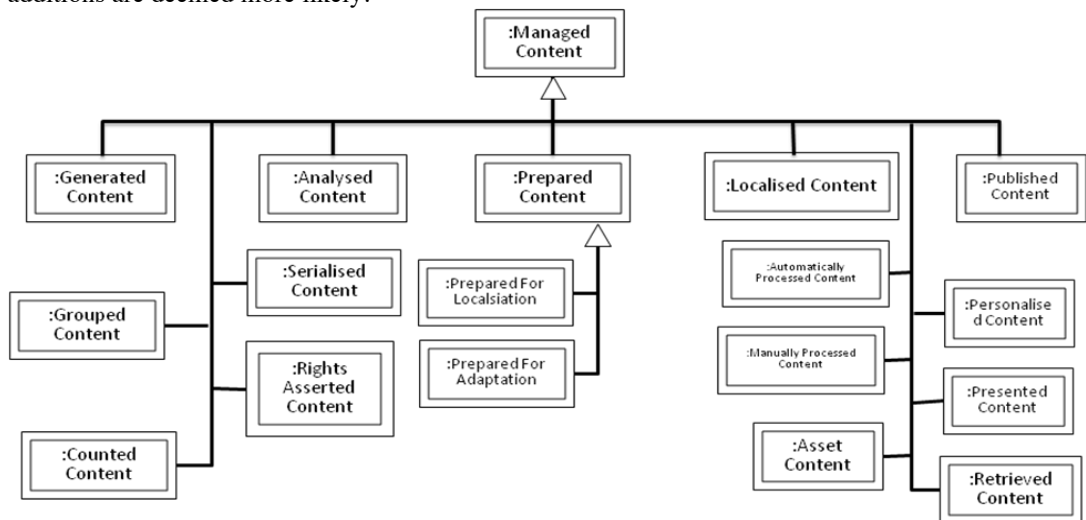 additions are deemed more likely.
:Managed
Content
:Generated
Content
:Analysed
Content
:Prepared
Content
:Localised Content
:Published
Content
:Serialised
Content
:Prepared For
Localsiation
:Automatically
Processed Content
:Grouped
Content
:Personalise
d Content
:Rights
Asserted
Content
:Prepared For
Adaptation
:Manually Processed
Content
:Presented
Content
:Counted
Content
:Asset
Content
:Retrieved
Content